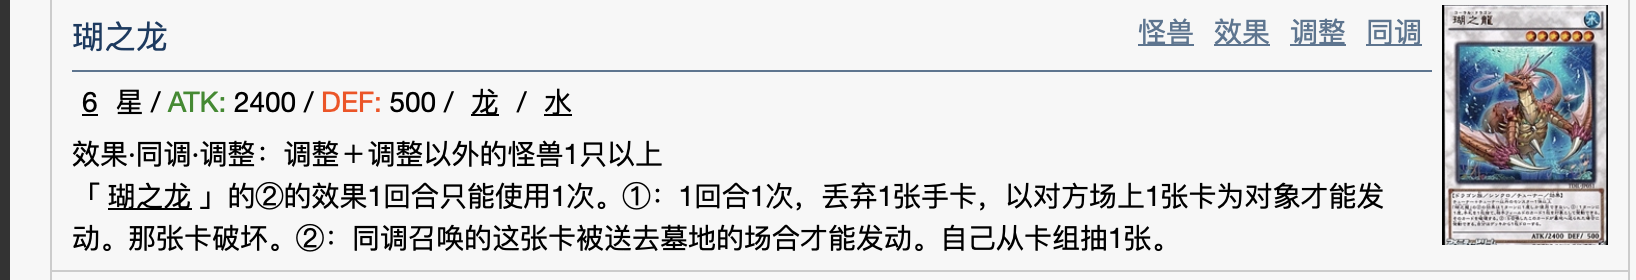 瑚之龙
怪兽 效果 调整 同调
6 星 / ATK: 2400 / DEF: 500 / 龙 / 水
效果·同调·调整：调整＋调整以外的怪兽1只以上
「 瑚之龙 」的②的效果1回合只能使用1次。①：1回合1次，丢弃1张手卡，以对方场上1张卡为对象才能发
动。那张卡破坏。②：同调召唤的这张卡被送去墓地的场合才能发动。自己从卡组抽1张。
瑚之龍
水
ATK/2400 DEF/ 500